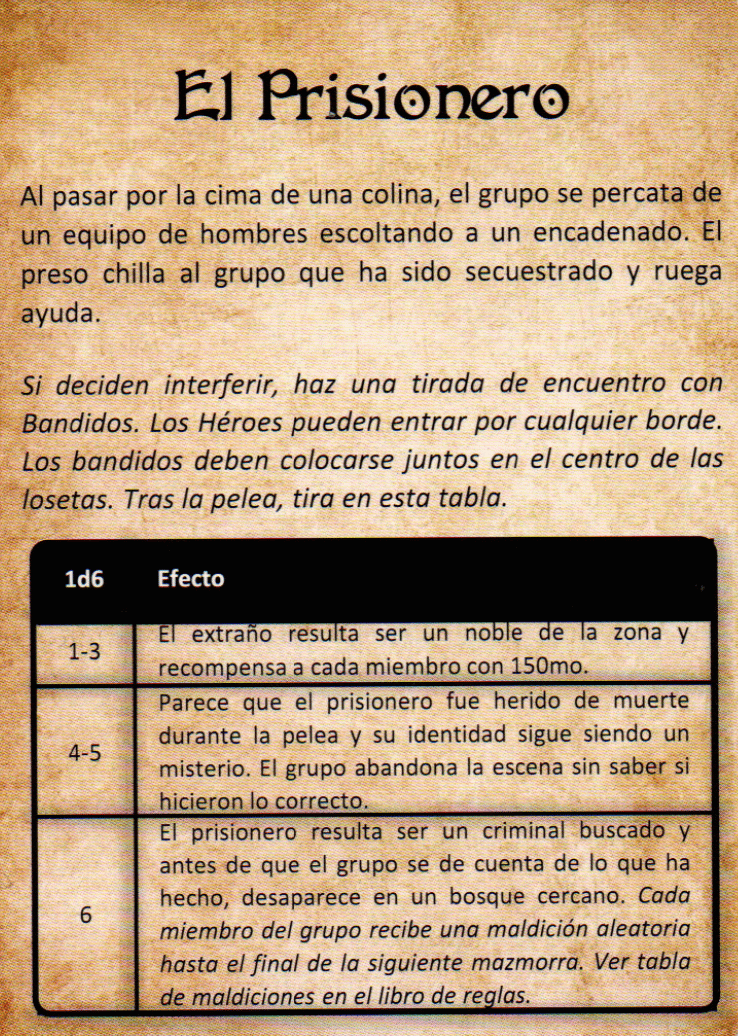 El Prisionero
Al pasar por la cima de una colina, el grupo se percata de
un equipo de hombres escoltando a un encadenado. El
preso chilla al grupo que ha sido secuestrado y ruega
ayuda.
Si deciden interferir, haz una tirada de encuentro con
Bandidos. Los Héroes pueden entrar por cualquier borde.
Los bandidos deben colocarse juntos en el centro de las
losetas. Tras la pelea, tira en esta tabla.
1d6 Efecto
1-3
El extraño resulta ser un noble de la zona y
recompensa a cada miembro con 150mo.
4-5
Parece que el prisionero fue herido de muerte
durante la pelea y su identidad sigue siendo un
misterio. El grupo abandona la escena sin saber si
hicieron lo correcto.
6
El prisionero resulta ser un criminal buscado y
antes de que el grupo se de cuenta de lo que ha
hecho, desaparece en un bosque cercano. Cada
miembro del grupo recibe una maldición aleatoria
hasta el final de la siguiente mazmorra. Ver tabla
de maldiciones en el libro de reglas.